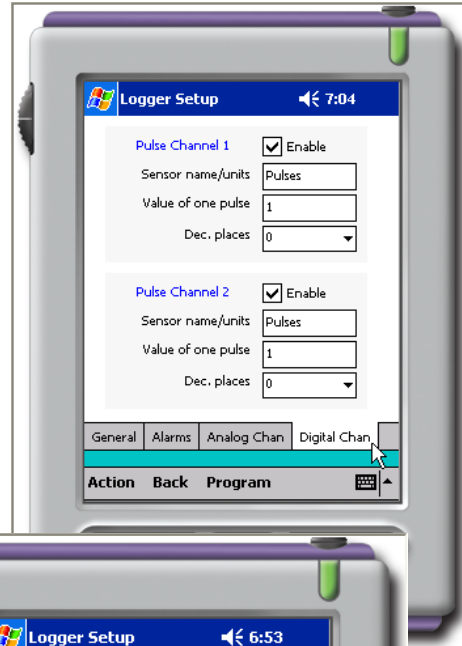 Logger Setup 7:04
Pulse Channel 1 Enable
Sensor name/units Pulses
Value of one pulse 1
Dec. places 0
Pulse Channel 2 Enable
Sensor name/units Pulses
Value of one pulse 1
Dec. places 0
General Alarms Analog Chan Digital Chan
Action Back Program
Logger Setup 6:53